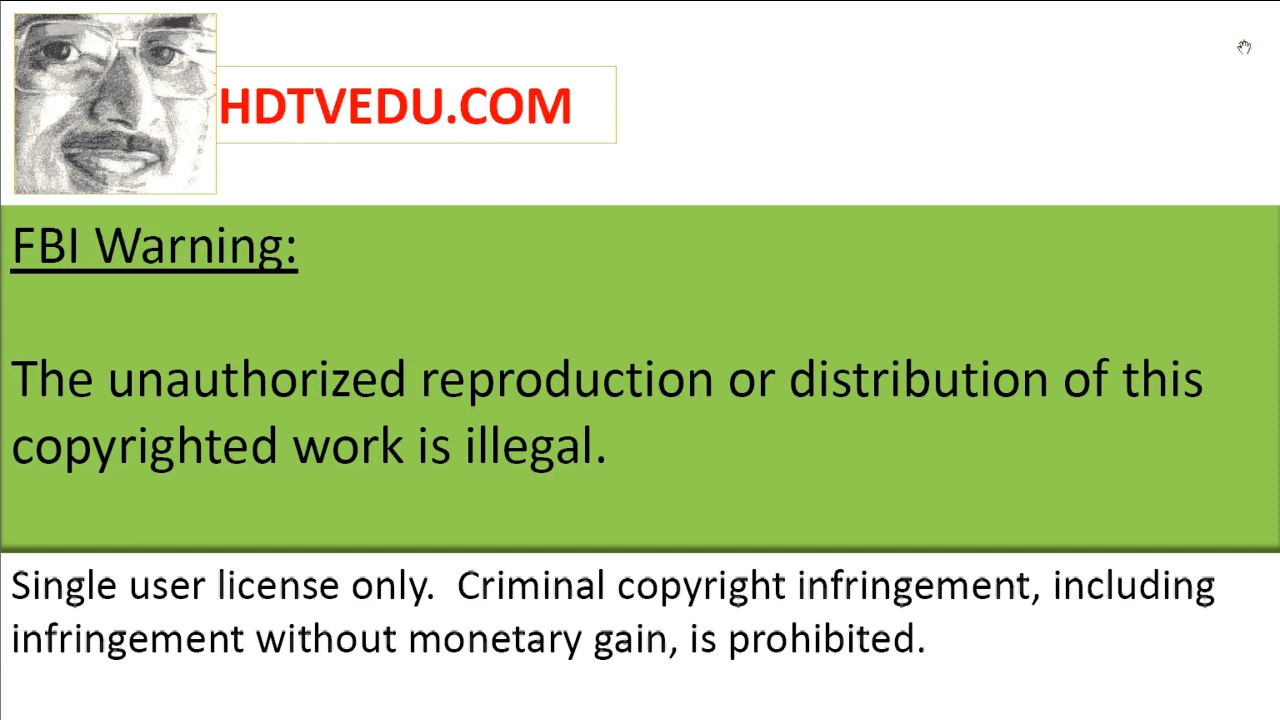 HDTVEDU.COM
FBI Warning:
The unauthorized reproduction or distribution of this
copyrighted work is illegal.
Single user license only.  Criminal copyright infringement, including
infringement without monetary gain, is prohibited.